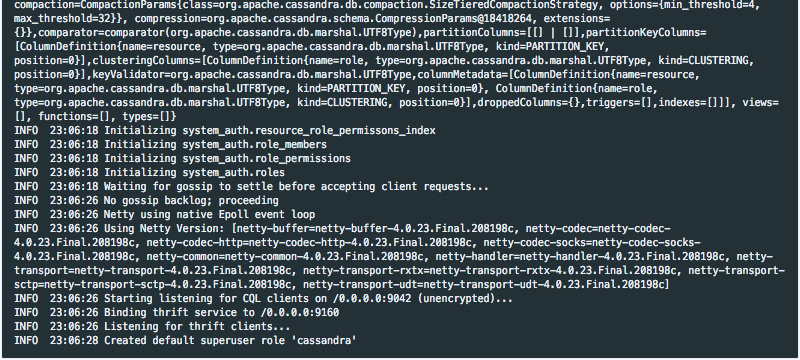 compaction=CompactionParams{class=org.apache.cassandra.db.compaction.SizeTieredCompactionStrategy, options={min_threshold=4,
max_threshold=32}}, compression=org.apache.cassandra.schema.CompressionParams@18418264, extensions=
{}},comparator=comparator(org.apache.cassandra.db.marshal.UTF8Type),partitionColumns=[[] | []],partitionKeyColumns=
[ColumnDefinition{name=resource, type=org.apache.cassandra.db.marshal.UTF8Type, kind=PARTITION_KEY,
position=0}],clusteringColumns=[ColumnDefinition{name=role, type=org.apache.cassandra.db.marshal.UTF8Type, kind=CLUSTERING,
position=0}],keyValidator=org.apache.cassandra.db.marshal.UTF8Type,columnMetadata=[ColumnDefinition{name=resource,
type=org.apache.cassandra.db.marshal.UTF8Type, kind=PARTITION_KEY, position=0}, ColumnDefinition{name=role,
type=org.apache.cassandra.db.marshal.UTF8Type, kind=CLUSTERING, position=0}],droppedColumns={},triggers=[],indexes=[]]], views=
[], functions=[], types=[]}
INFO 23:06:18 Initializing system_auth.resource_role_permissons_index
INFO 23:06:18 Initializing system_auth.role_members
INFO 23:06:18 Initializing system_auth.role_permissions
INFO 23:06:18 Initializing system_auth.roles
INFO 23:06:18 Waiting for gossip to settle before accepting client requests...
INFO 23:06:26 No gossip backlog; proceeding
INFO 23:06:26 Netty using native Epoll event loop
INFO 23:06:26 Using Netty Version: [netty-buffer=netty-buffer-4.0.23.Final.208198c, netty-codec=netty-codec-
4.0.23.Final.208198c, netty-codec-http=netty-codec-http-4.0.23.Final.208198c, netty-codec-socks=netty-codec-socks-
4.0.23.Final.208198c, netty-common=netty-common-4.0.23.Final.208198c, netty-handler=netty-handler-4.0.23.Final.208198c, netty-
transport=netty-transport-4.0.23.Final.208198c, netty-transport-rxtx=netty-transport-rxtx-4.0.23.Final.208198c, netty-transport-
sctp=netty-transport-sctp-4.0.23.Final.208198c, netty-transport-udt=netty-transport-udt-4.0.23.Final.208198c]
INFO 23:06:26 Starting listening for CQL clients on /0.0.0.0:9042 (unencrypted)...
INFO 23:06:26 Binding thrift service to /0.0.0.0:9160
INFO 23:06:26 Listening for thrift clients...
INFO 23:06:28 Created default superuser role 'cassandra'